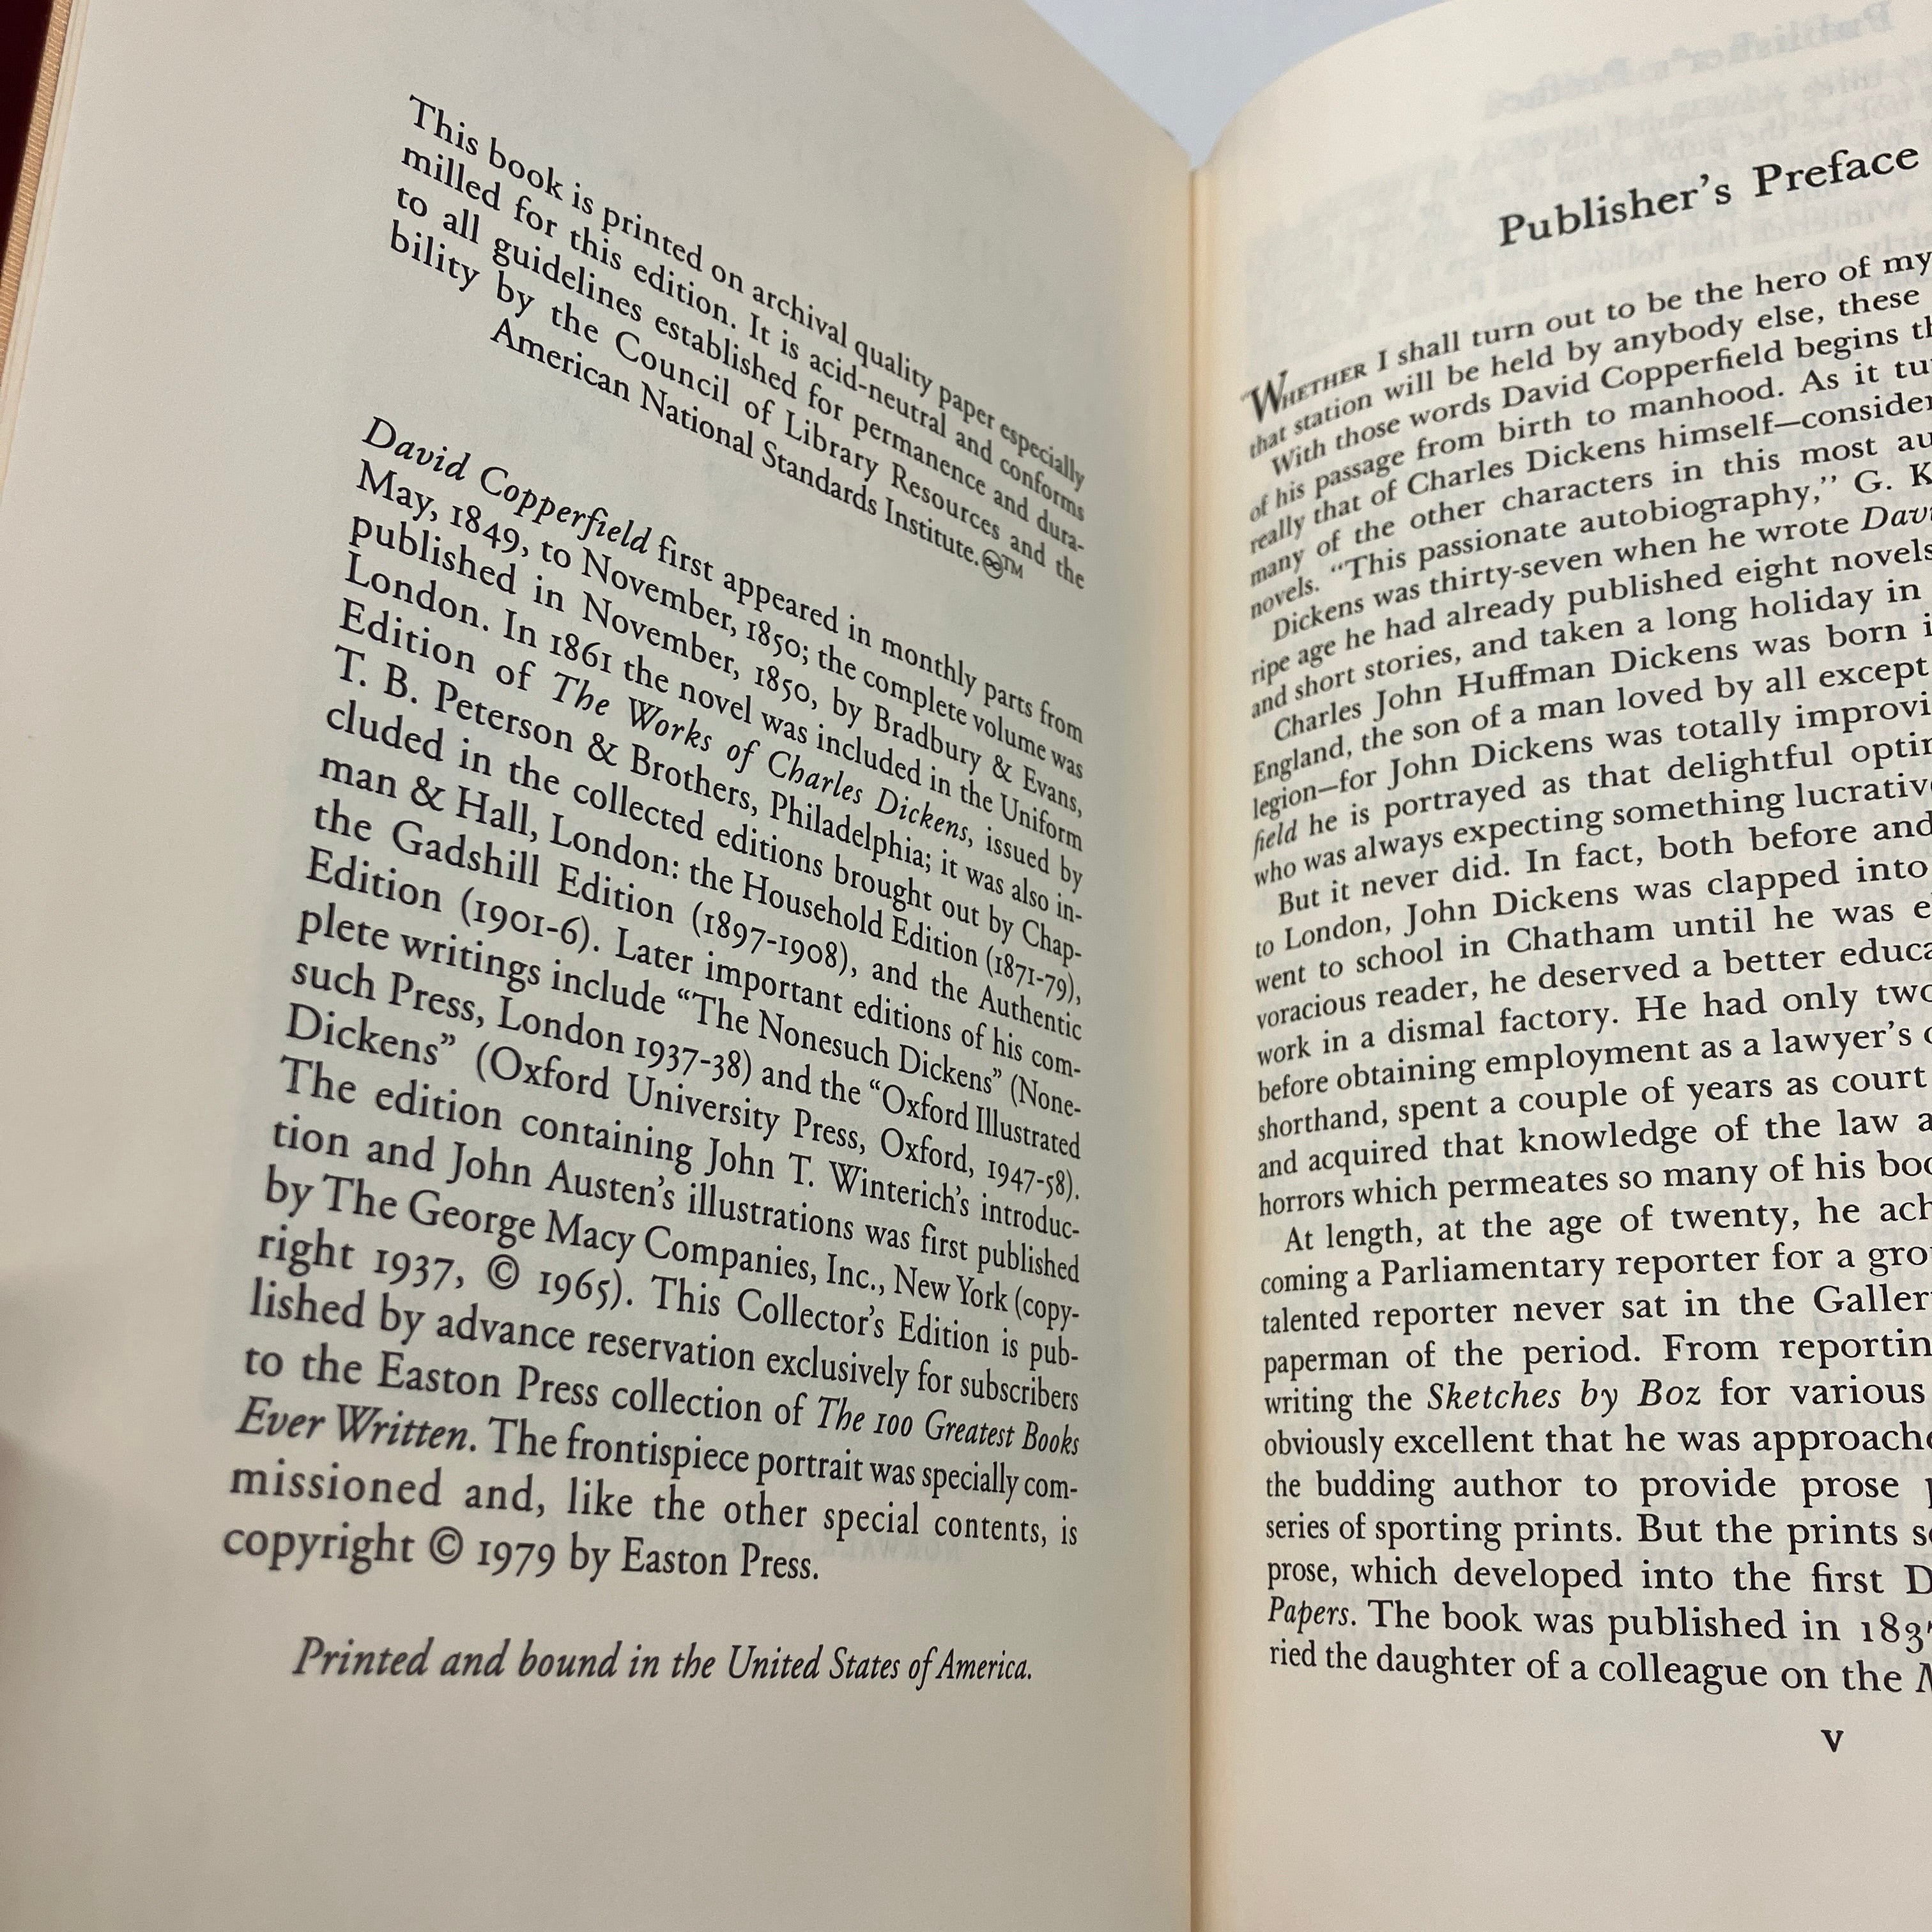 This book is printed on archival quality paper especially
milled for this edition. It is acid-neutral and conforms
to all guidelines established for permanence and dura-
bility by the Council of Library Resources and the
American National Standards Institute.♾™
David Copperfield first appeared in monthly parts from
May, 1849, to November, 1850; the complete volume was
published in November, 1850, by Bradbury & Evans,
London. In 1861 the novel was included in the Uniform
Edition of The Works of Charles Dickens, issued by
T. B. Peterson & Brothers, Philadelphia; it was also in-
cluded in the collected editions brought out by Chap-
man & Hall, London: the Household Edition (1871-79),
the Gadshill Edition (1897-1908), and the Authentic
Edition (1901-6). Later important editions of his com-
plete writings include “The Nonesuch Dickens” (None-
such Press, London 1937-38) and the “Oxford Illustrated
Dickens” (Oxford University Press, Oxford, 1947-58).
The edition containing John T. Winterich’s introduc-
tion and John Austen’s illustrations was first published
by The George Macy Companies, Inc., New York (copy-
right 1937, © 1965). This Collector’s Edition is pub-
lished by advance reservation exclusively for subscribers
to the Easton Press collection of The 100 Greatest Books
Ever Written. The frontispiece portrait was specially com-
missioned and, like the other special contents, is
copyright © 1979 by Easton Press.
Printed and bound in the United States of America.
Publisher’s Preface
“Whether I shall turn out to be the hero of my
that station will be held by anybody else, these
With those words David Copperfield begins th
of his passage from birth to manhood. As it tu
really that of Charles Dickens himself—consider
many of the other characters in this most au
novels. “This passionate autobiography,” G. K
Dickens was thirty-seven when he wrote Davi
ripe age he had already published eight novels
and short stories, and taken a long holiday in
Charles John Huffman Dickens was born i
England, the son of a man loved by all except
legion—for John Dickens was totally improvi
field he is portrayed as that delightful optim
who was always expecting something lucrative
But it never did. In fact, both before and
to London, John Dickens was clapped into
went to school in Chatham until he was el
voracious reader, he deserved a better educa
work in a dismal factory. He had only two
before obtaining employment as a lawyer’s c
shorthand, spent a couple of years as court
and acquired that knowledge of the law a
horrors which permeates so many of his boo
At length, at the age of twenty, he ach
coming a Parliamentary reporter for a grou
talented reporter never sat in the Gallery
paperman of the period. From reportin
writing the Sketches by Boz for various
obviously excellent that he was approache
the budding author to provide prose p
series of sporting prints. But the prints so
prose, which developed into the first D
Papers. The book was published in 1837
ried the daughter of a colleague on the M
v